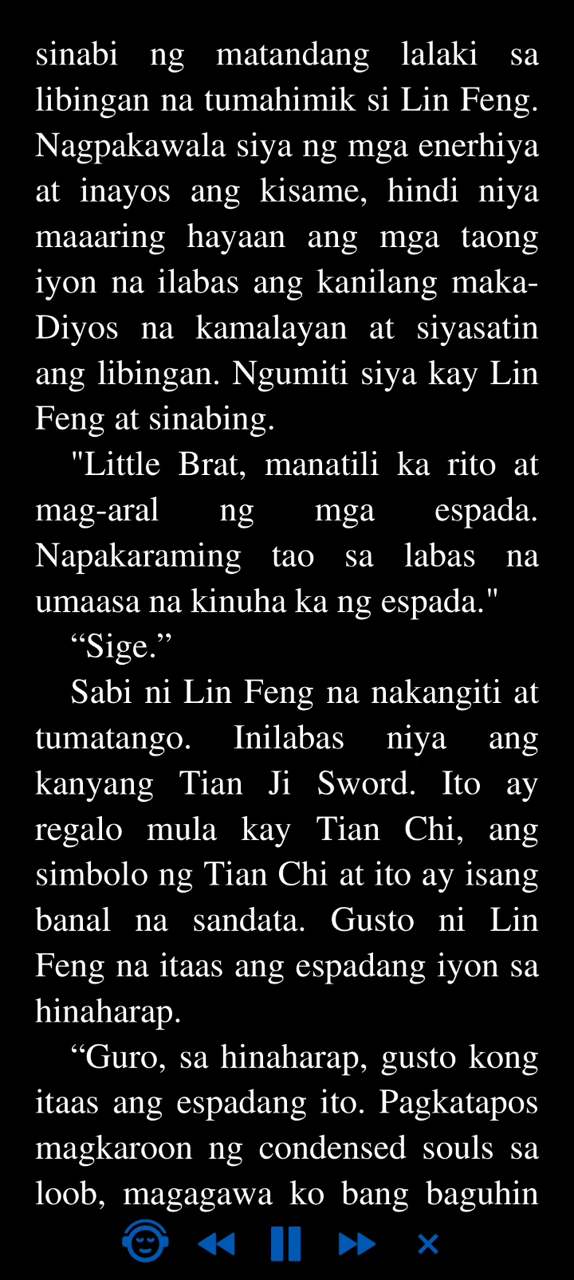 sinabi ng matandang lalaki sa
libingan na tumahimik si Lin Feng.
Nagpakawala siya ng mga enerhiya
at inayos ang kisame, hindi niya
maaaring hayaan ang mga taong
iyon na ilabas ang kanilang maka-
Diyos na kamalayan at siyasatin
ang libingan. Ngumiti siya kay Lin
Feng at sinabing.
"Little Brat, manatili ka rito at
mag-aral ng mga espada.
Napakaraming tao sa labas na
umaasa na kinuha ka ng espada."
“Sige.”
Sabi ni Lin Feng na nakangiti at
tumatango. Inilabas niya ang
kanyang Tian Ji Sword. Ito ay
regalo mula kay Tian Chi, ang
simbolo ng Tian Chi at ito ay isang
banal na sandata. Gusto ni Lin
Feng na itaas ang espadang iyon sa
hinaharap.
“Guro, sa hinaharap, gusto kong
itaas ang espadang ito. Pagkatapos
magkaroon ng condensed souls sa
loob, magagawa ko bang baguhin